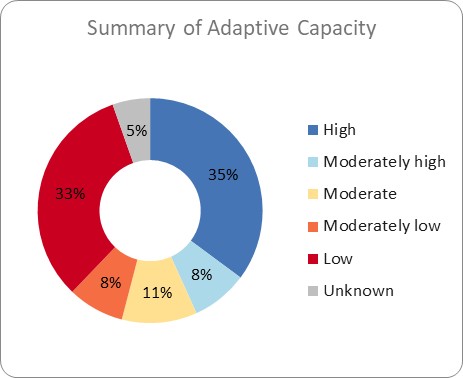 Summary of Adaptive Capacity
5%
35%
33%
8%
11%
8%
High
Moderately high
Moderate
Moderately low
Low
Unknown